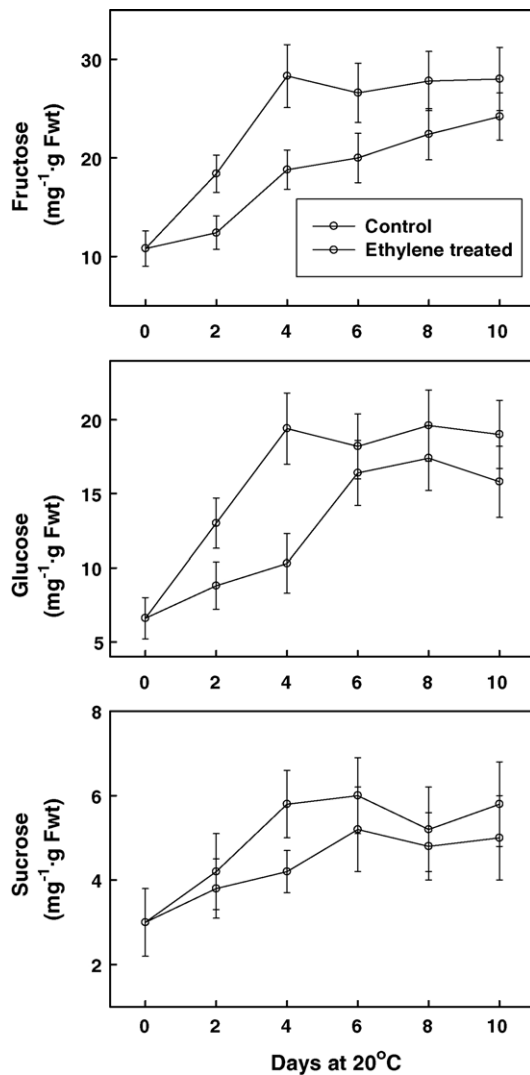 Fructose
(mg⁻¹·g Fwt)
30
20
10
Control
Ethylene treated
0 2 4 6 8 10
Glucose
(mg⁻¹·g Fwt)
20
15
10
5
0 2 4 6 8 10
Sucrose
(mg⁻¹·g Fwt)
8
6
4
2
0 2 4 6 8 10
Days at 20°C